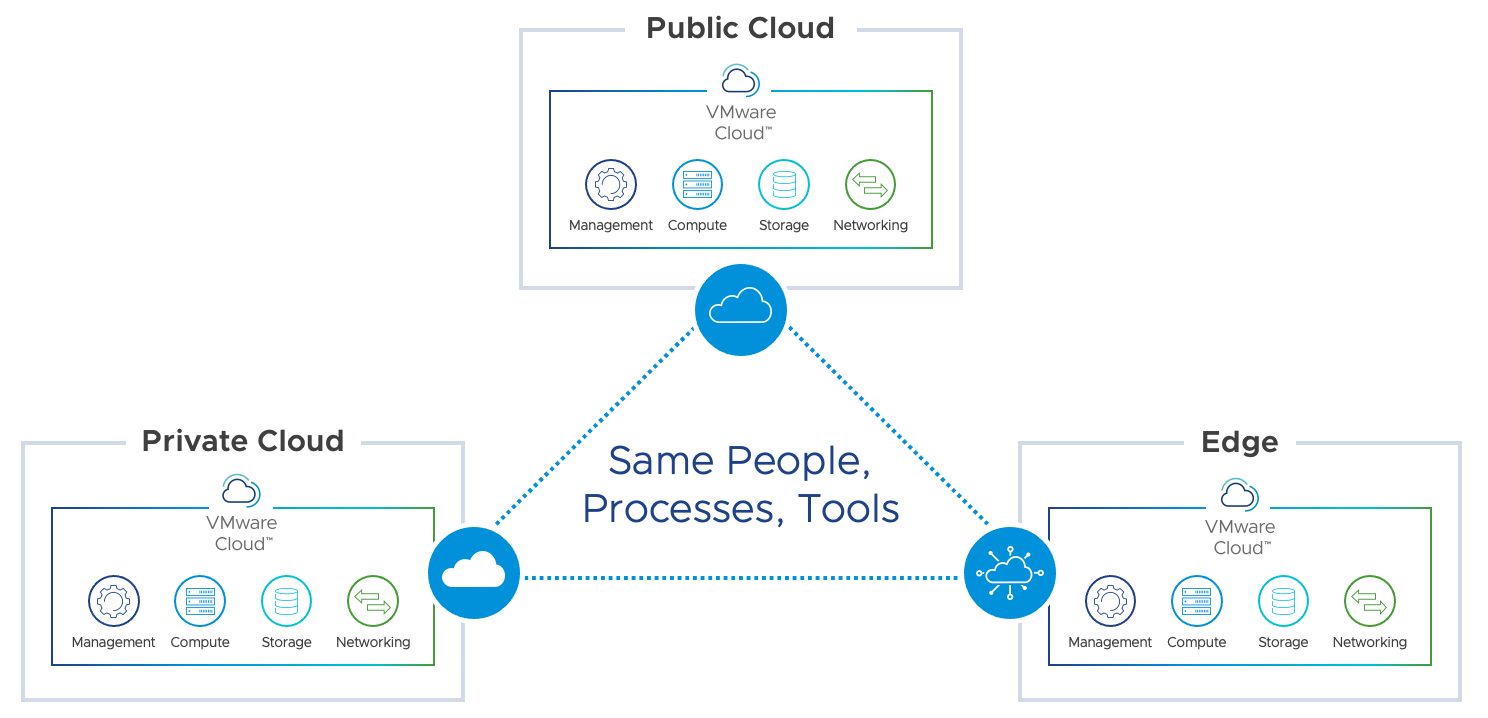 Public Cloud
VMware
Cloud™
Management Compute Storage Networking
Same People,
Processes, Tools
Private Cloud
VMware
Cloud™
Management Compute Storage Networking
Edge
VMware
Cloud™
Management Compute Storage Networking